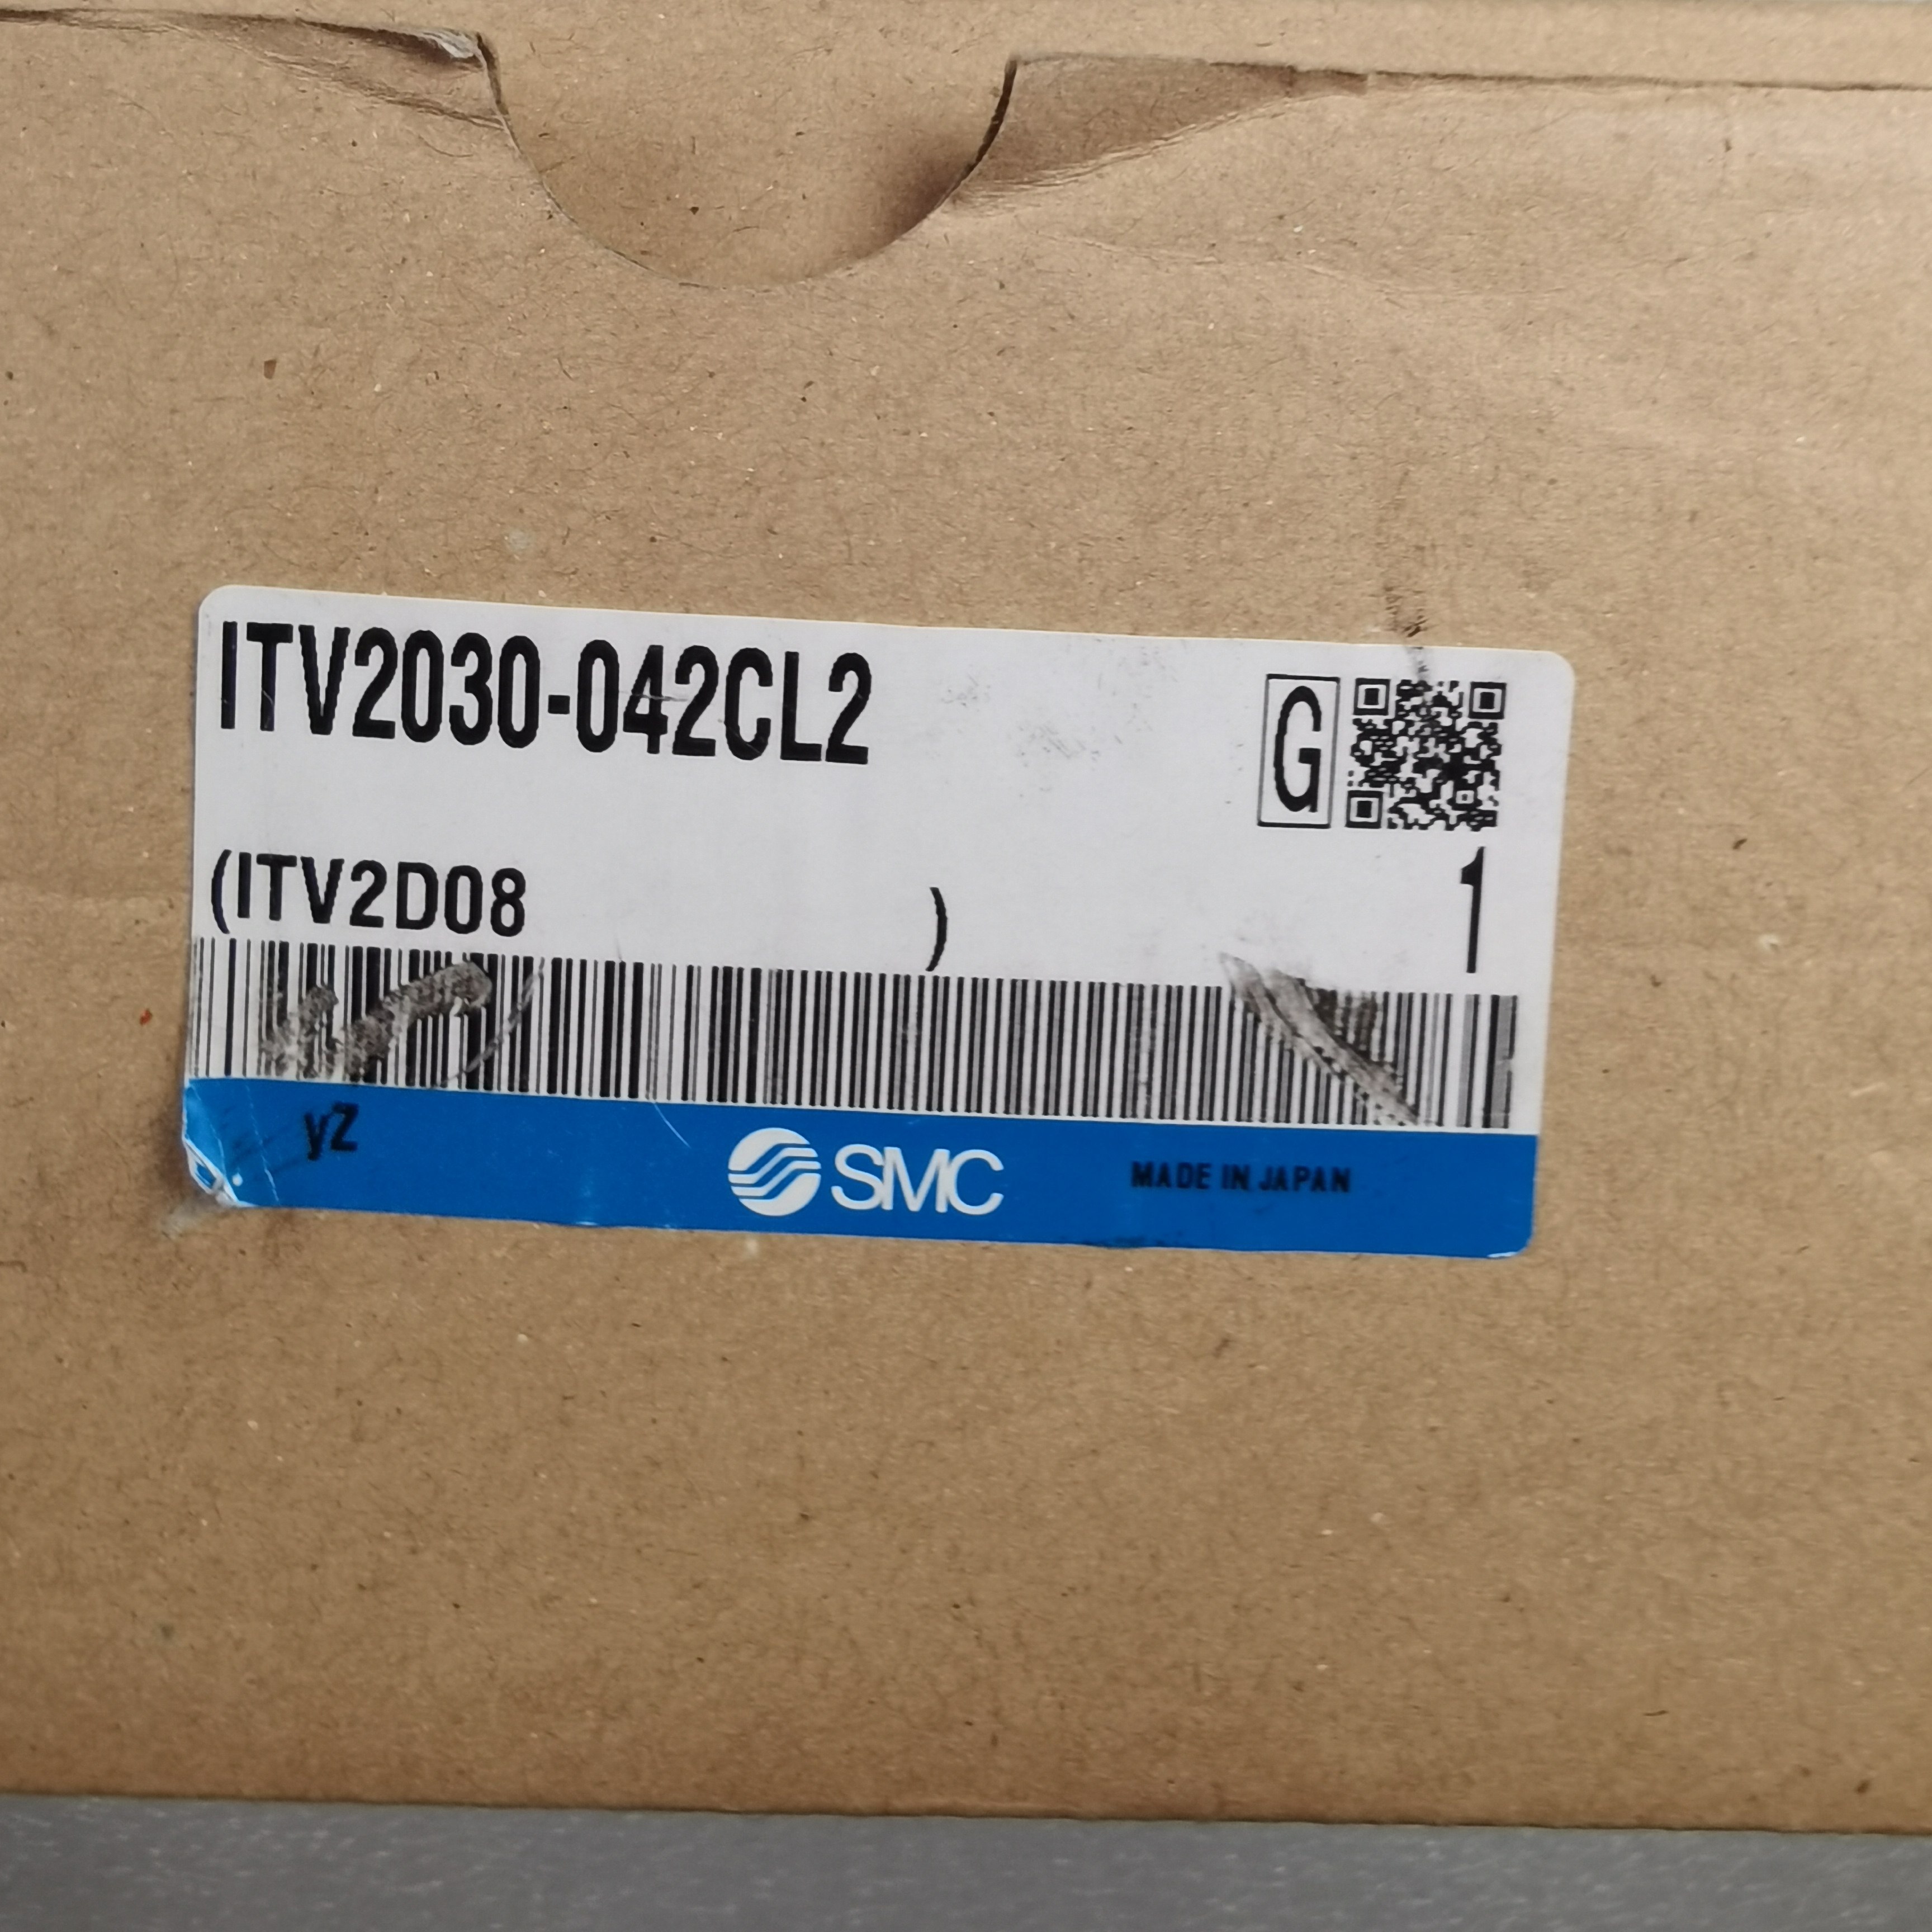 ITV2030-042CL2
G
(ITV2D08 )
1
yZ
SMC
MADE IN JAPAN